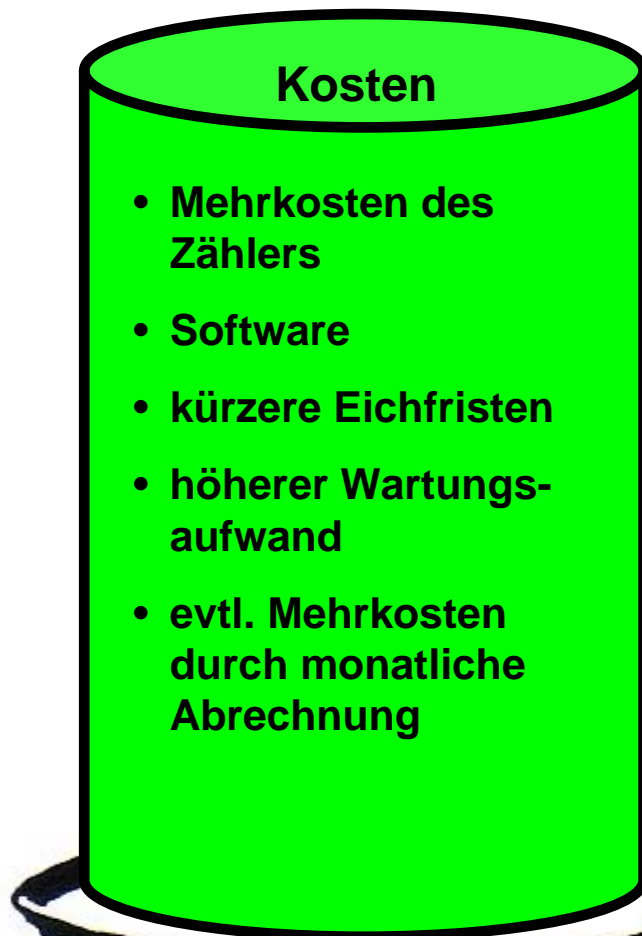 Kosten
• Mehrkosten des
Zählers
• Software
• kürzere Eichfristen
• höherer Wartungs-
aufwand
• evtl. Mehrkosten
durch monatliche
Abrechnung